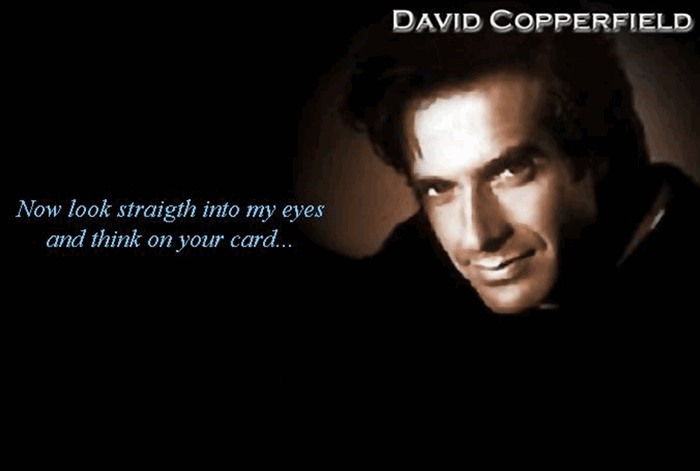 DAVID COPPERFIELD
Now look straigth into my eyes
and think on your card...